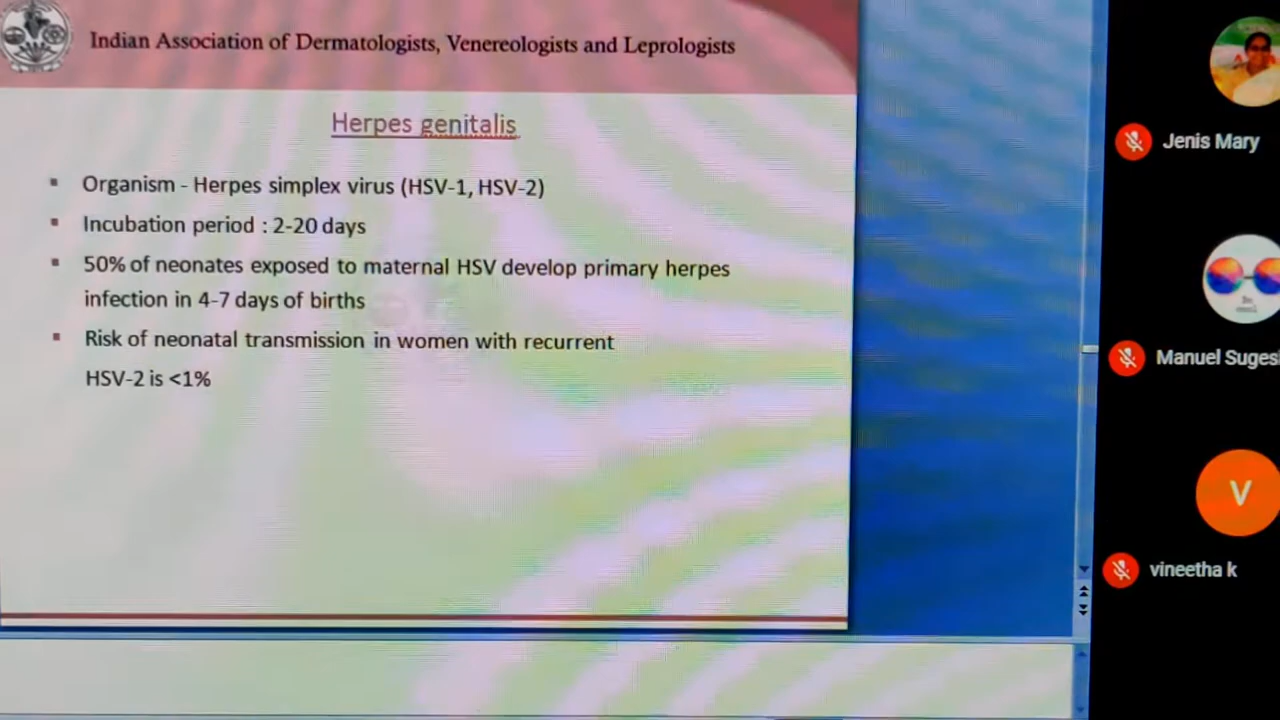 Indian Association of Dermatologists, Venereologists and Leprologists
Herpes genitalis
Organism - Herpes simplex virus (HSV-1, HSV-2)
Incubation period : 2-20 days
50% of neonates exposed to maternal HSV develop primary herpes
infection in 4-7 days of births
Risk of neonatal transmission in women with recurrent
HSV-2 is <1%
Jenis Mary
Manuel Suges
V
vineetha k